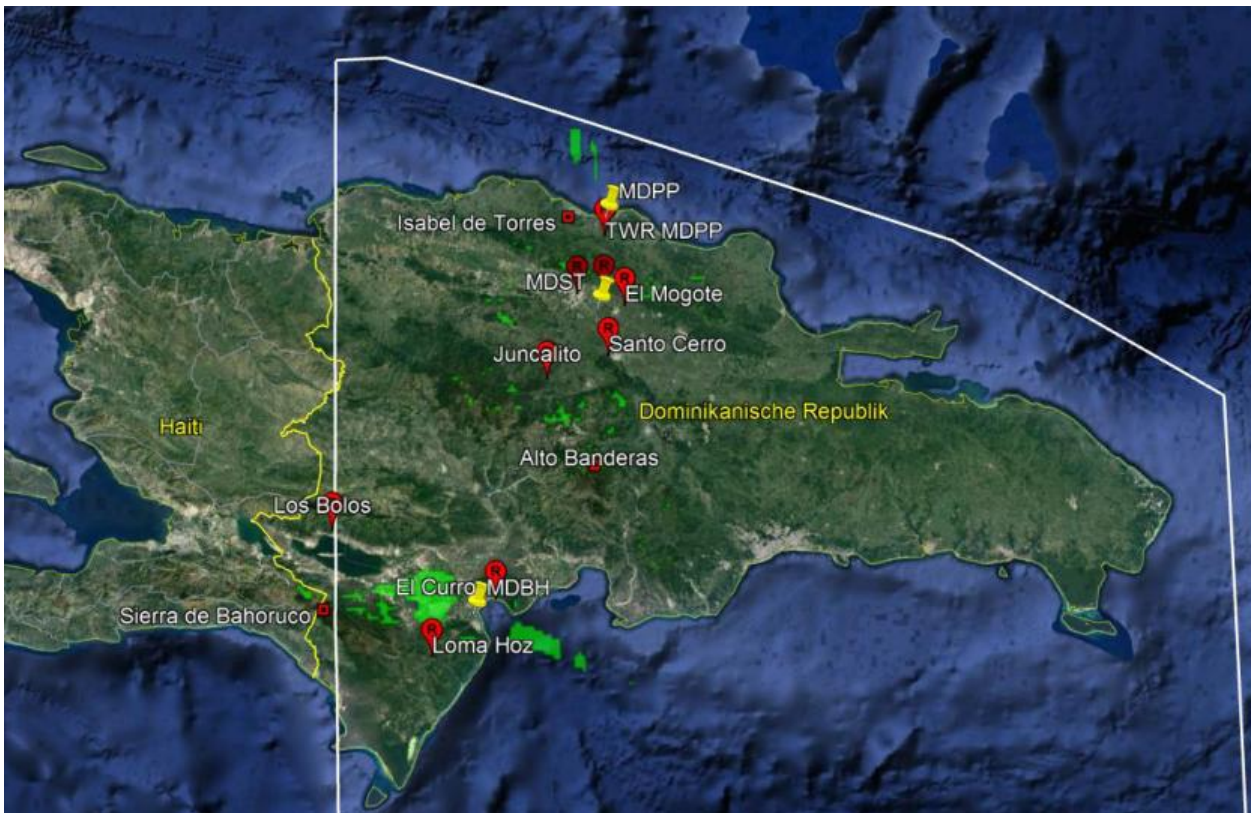 MDPP
Isabel de Torres
TWR MDPP
MDST
El Mogote
Santo Cerro
Juncalito
Dominikanische Republik
Haiti
Alto Banderas
Los Bolos
El Curro MDBH
Sierra de Bahoruco
Loma Hoz
R
R
R
R
R
R